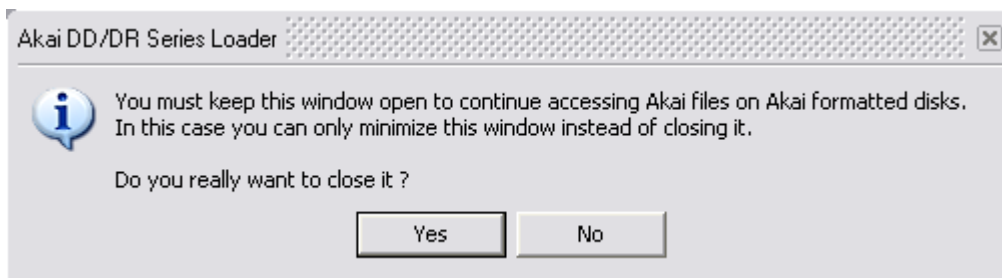 Akai DD/DR Series Loader
You must keep this window open to continue accessing Akai files on Akai formatted disks.
In this case you can only minimize this window instead of closing it.
Do you really want to close it ?
Yes No